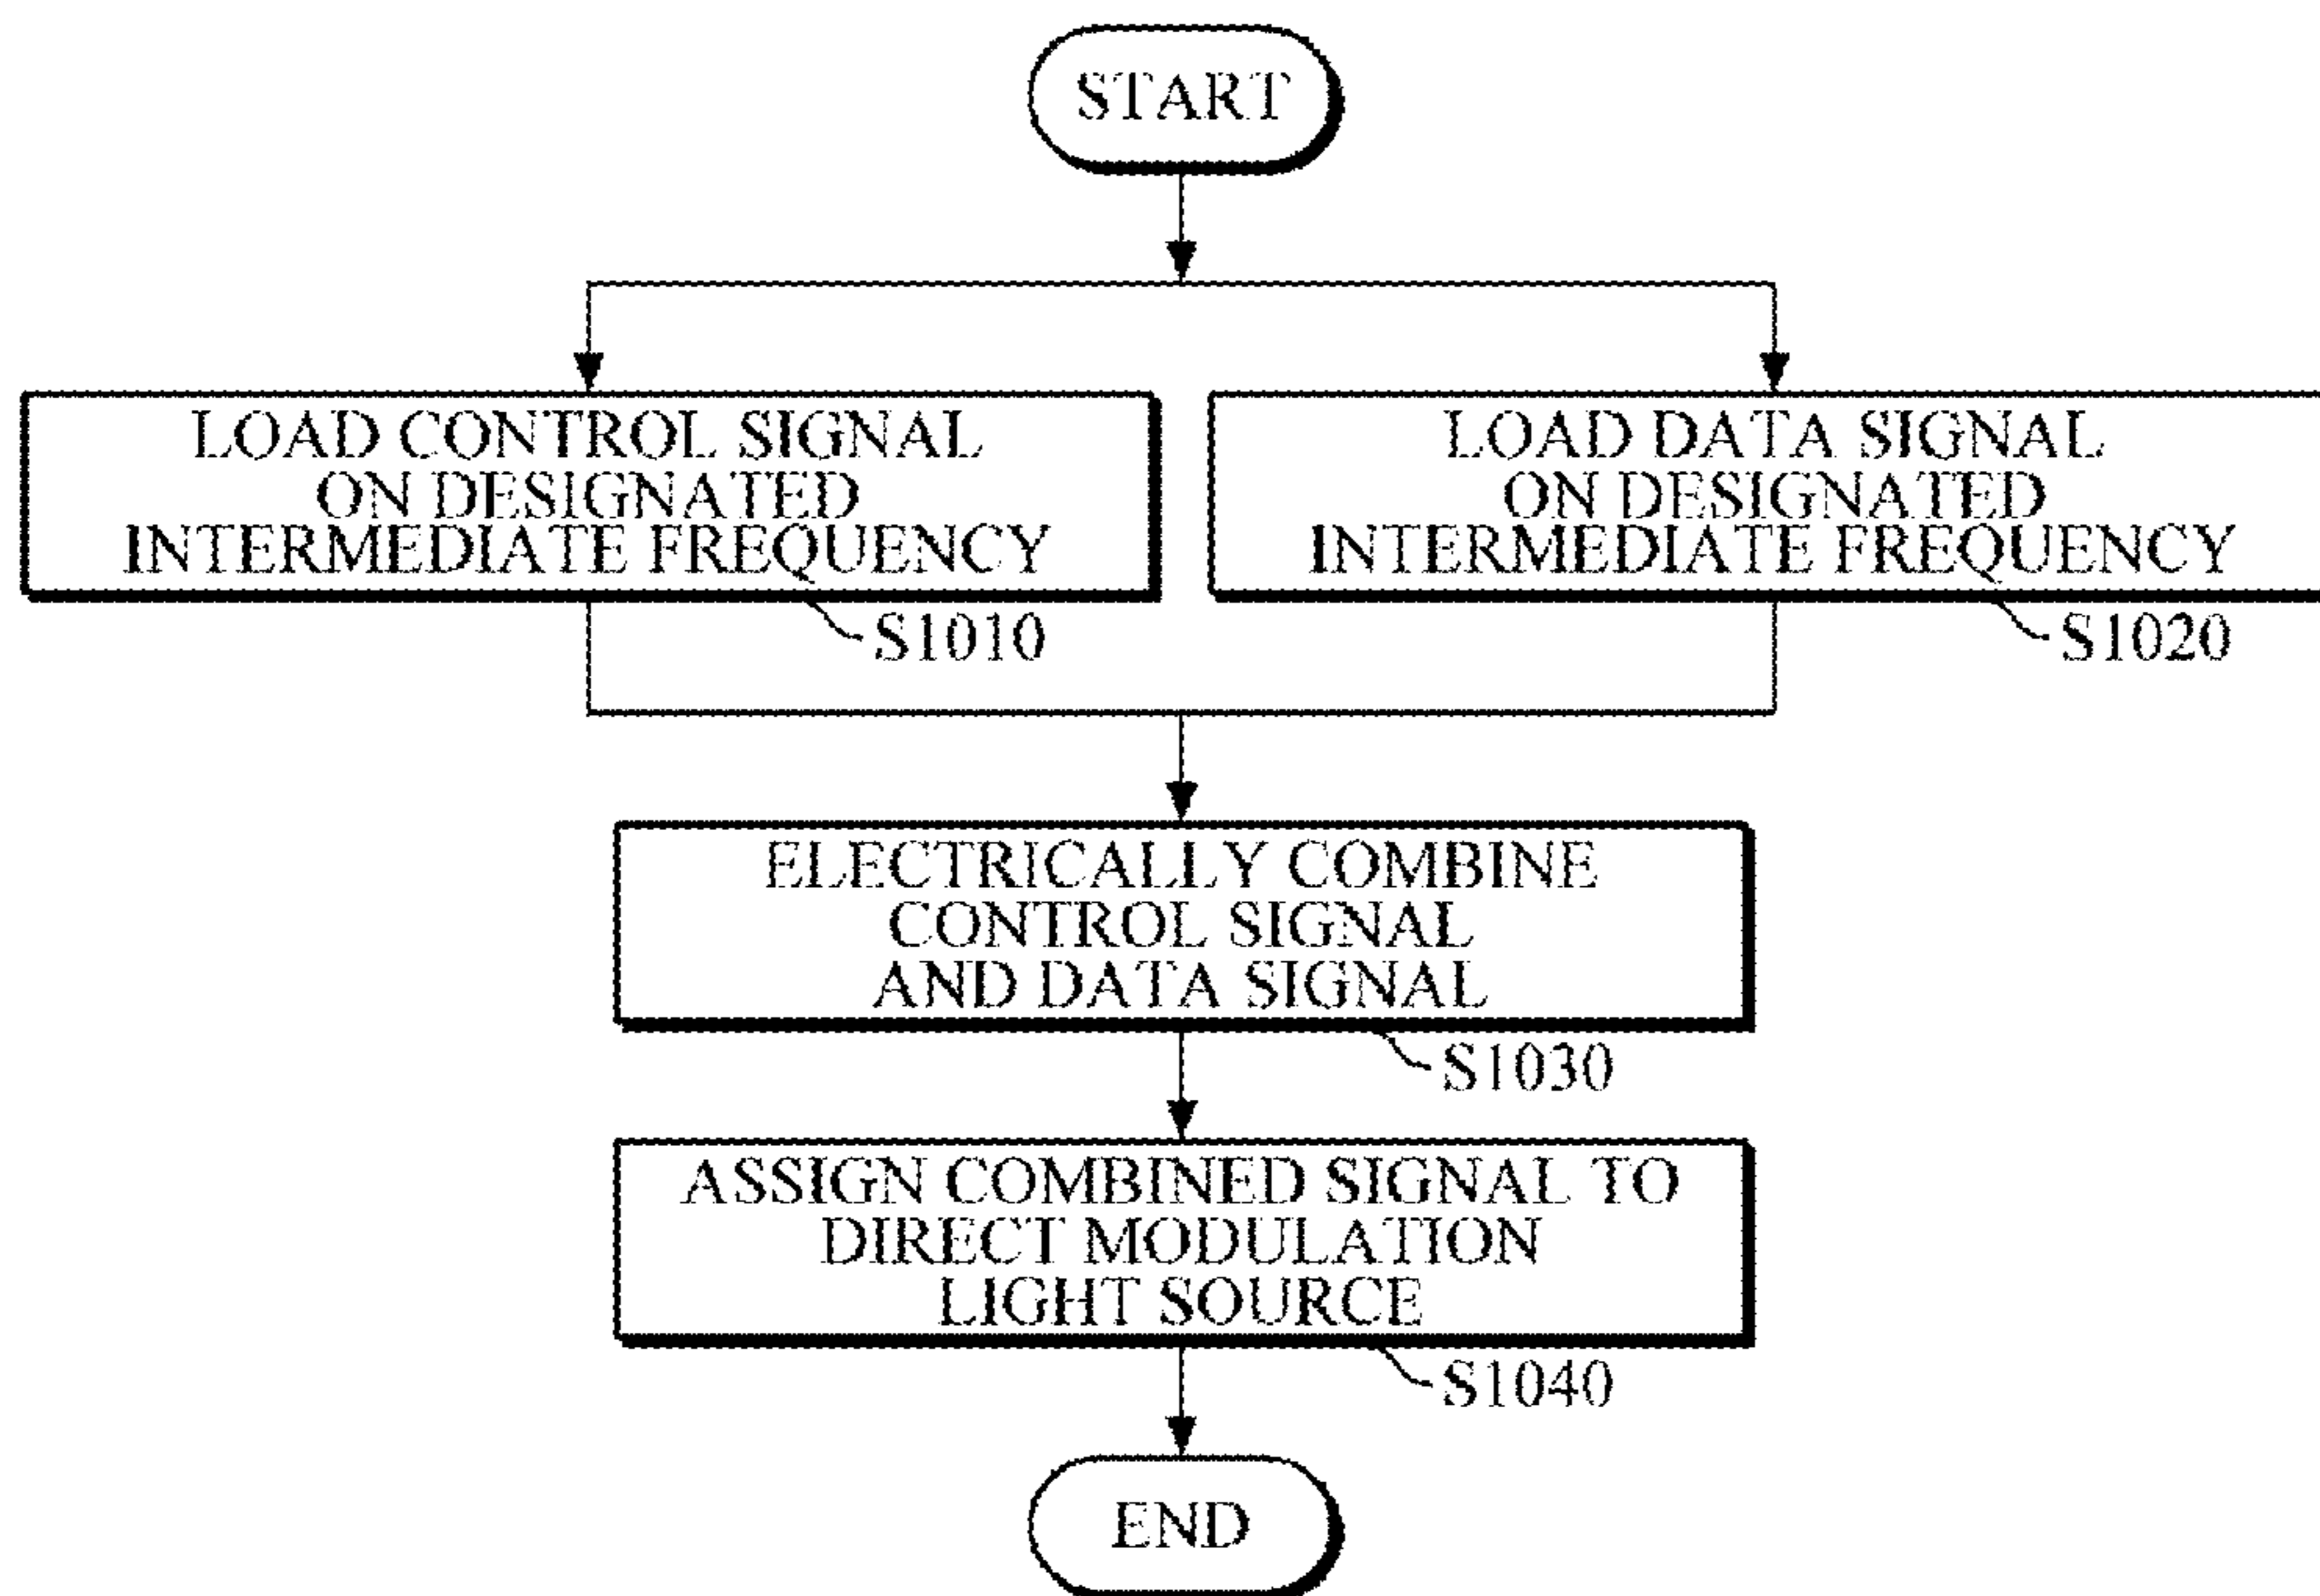 START
LOAD CONTROL SIGNAL
ON DESIGNATED
INTERMEDIATE FREQUENCY
S1010
LOAD DATA SIGNAL
ON DESIGNATED
INTERMEDIATE FREQUENCY
S1020
ELECTRICALLY COMBINE
CONTROL SIGNAL
AND DATA SIGNAL
S1030
ASSIGN COMBINED SIGNAL TO
DIRECT MODULATION
LIGHT SOURCE
S1040
END